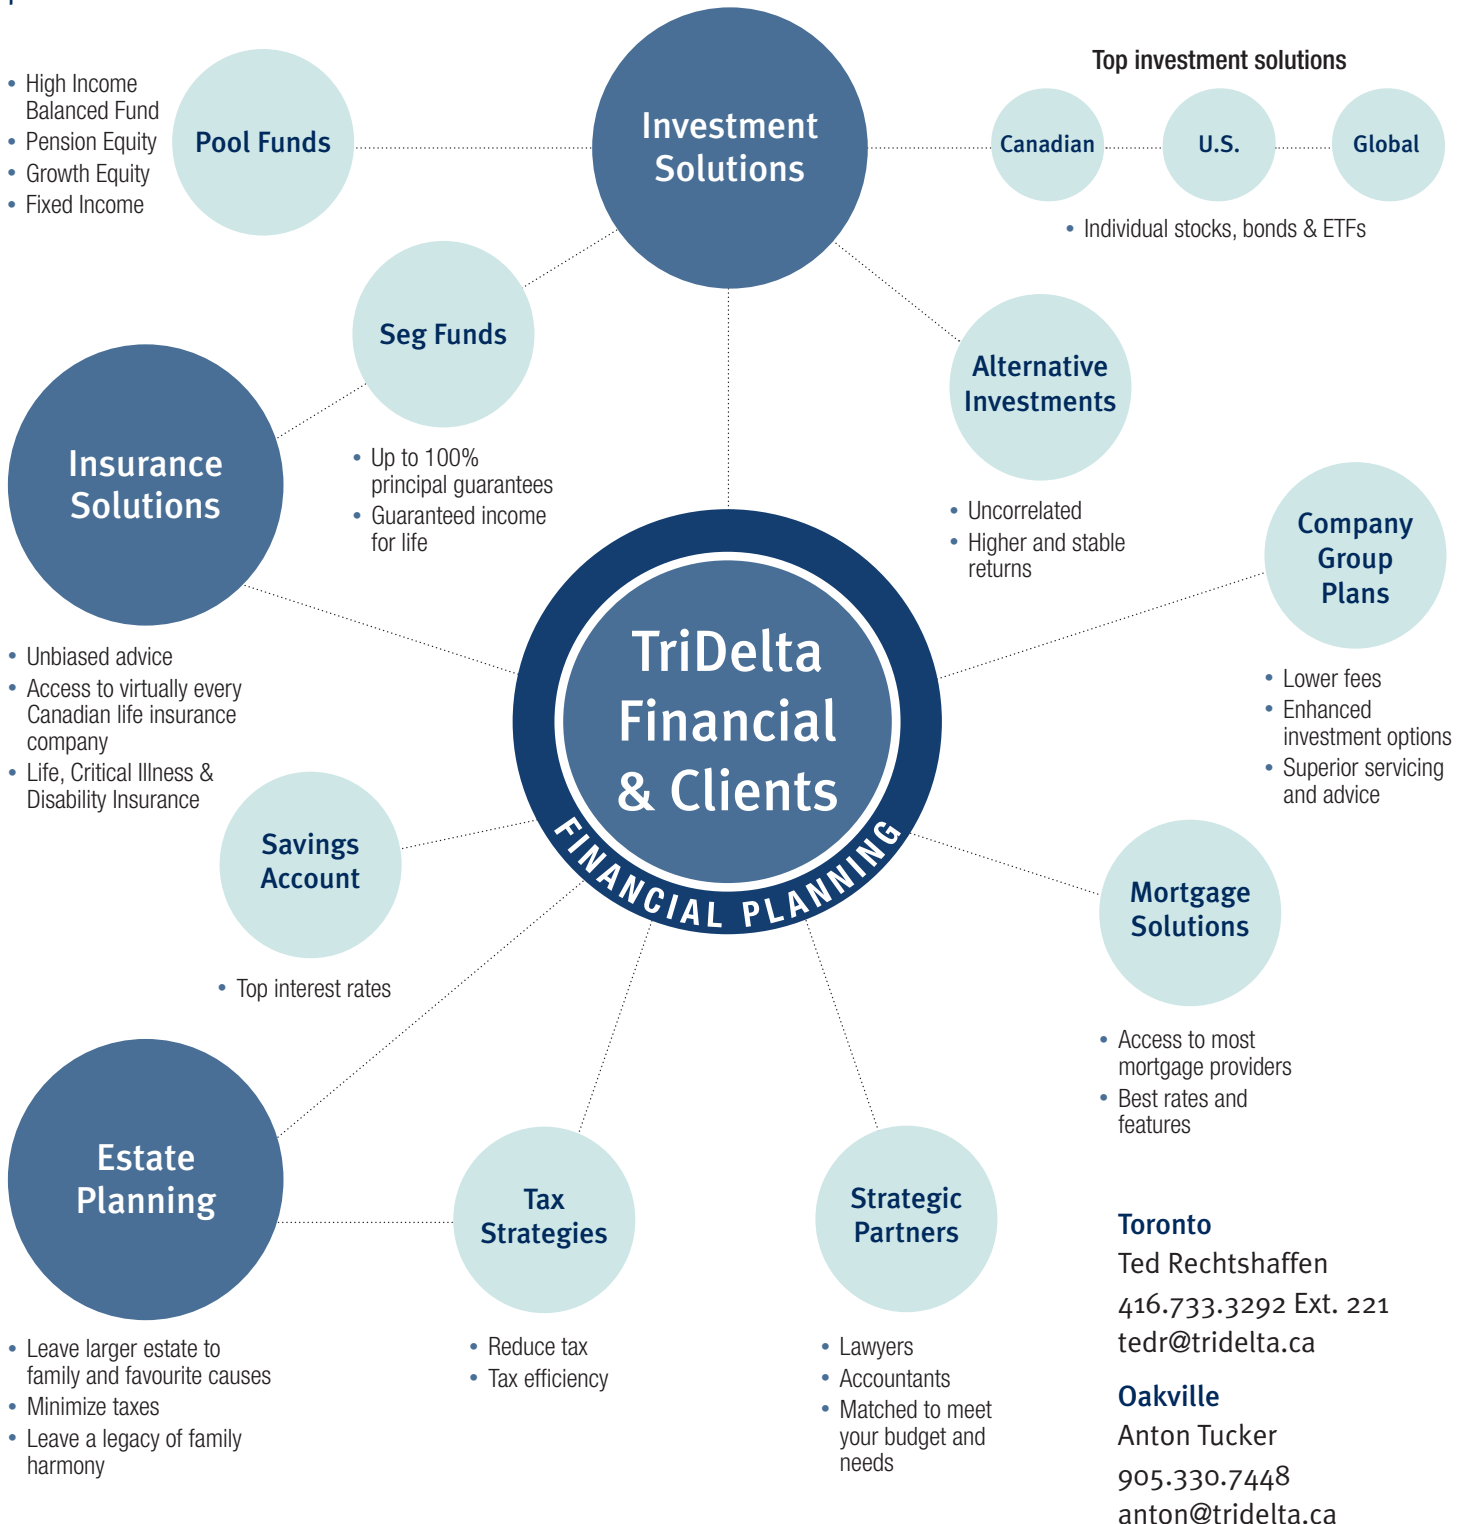 • High Income
Balanced Fund
• Pension Equity
• Growth Equity
• Fixed Income
Pool Funds
Investment
Solutions
Top investment solutions
Canadian
U.S.
Global
• Individual stocks, bonds & ETFs
Seg Funds
• Up to 100%
principal guarantees
• Guaranteed income
for life
Alternative
Investments
• Uncorrelated
• Higher and stable
returns
Insurance
Solutions
• Unbiased advice
• Access to virtually every
Canadian life insurance
company
• Life, Critical Illness &
Disability Insurance
Company
Group
Plans
• Lower fees
• Enhanced
investment options
• Superior servicing
and advice
TriDelta
Financial
& Clients
FINANCIAL PLANNING
Savings
Account
• Top interest rates
Mortgage
Solutions
• Access to most
mortgage providers
• Best rates and
features
Estate
Planning
• Leave larger estate to
family and favourite causes
• Minimize taxes
• Leave a legacy of family
harmony
Tax
Strategies
• Reduce tax
• Tax efficiency
Strategic
Partners
• Lawyers
• Accountants
• Matched to meet
your budget and
needs
Toronto
Ted Rechtshaffen
416.733.3292 Ext. 221
tedr@tridelta.ca
Oakville
Anton Tucker
905.330.7448
anton@tridelta.ca